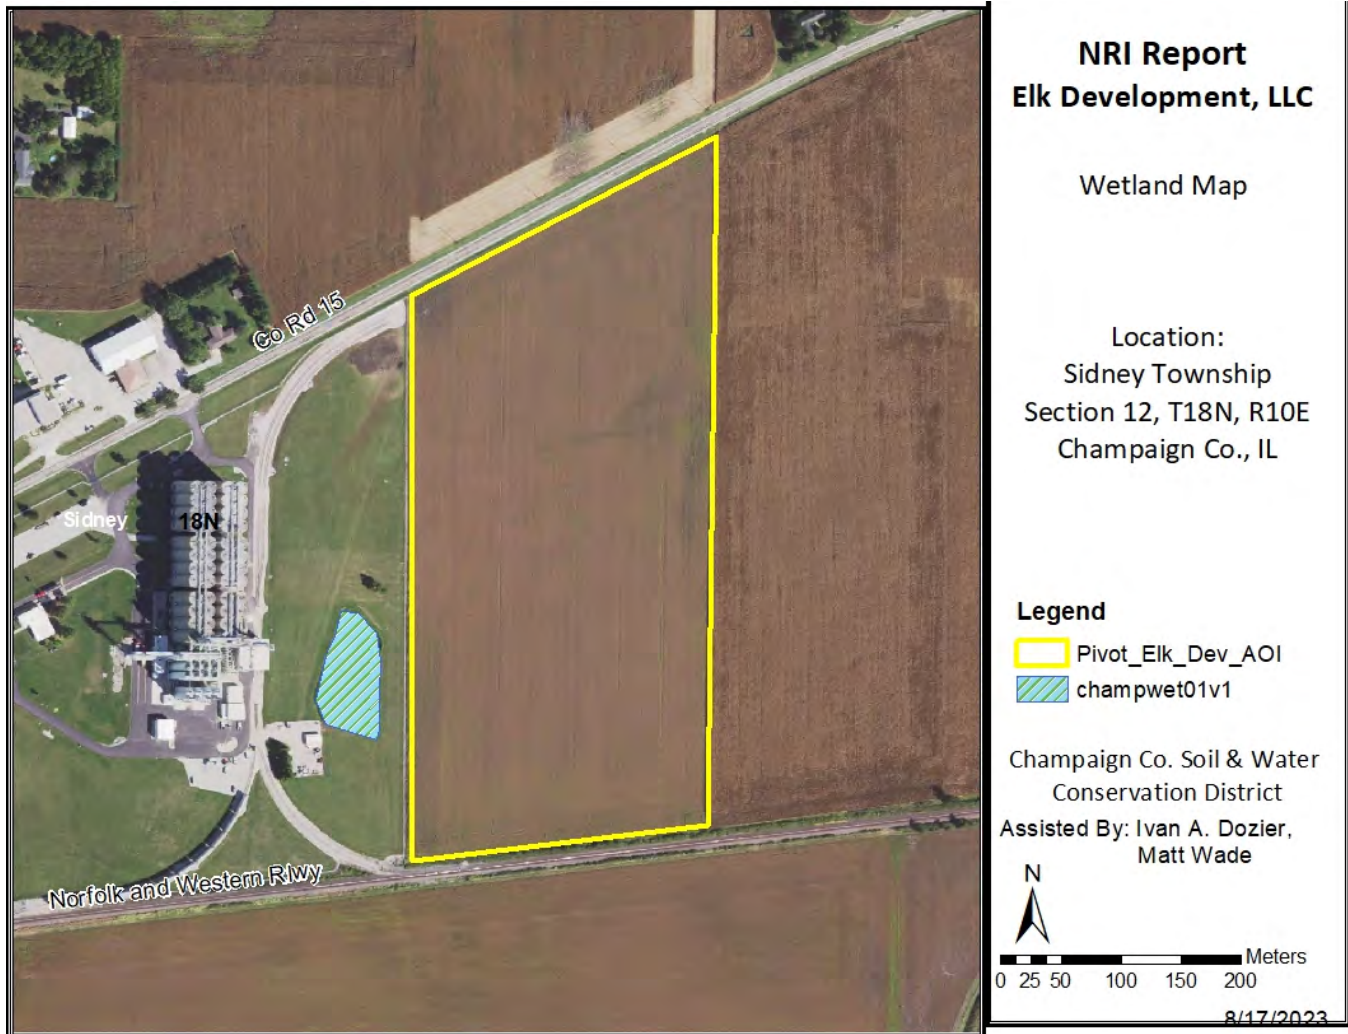 NRI Report
Elk Development, LLC
Wetland Map
Location:
Sidney Township
Section 12, T18N, R10E
Champaign Co., IL
Legend
Pivot_Elk_Dev_AOI
champwet01v1
Champaign Co. Soil & Water
Conservation District
Assisted By: Ivan A. Dozier,
Matt Wade
N
Meters
0 25 50 100 150 200
8/17/2023
Co Rd 15
Sidney
18N
Norfolk and Western Rlwy